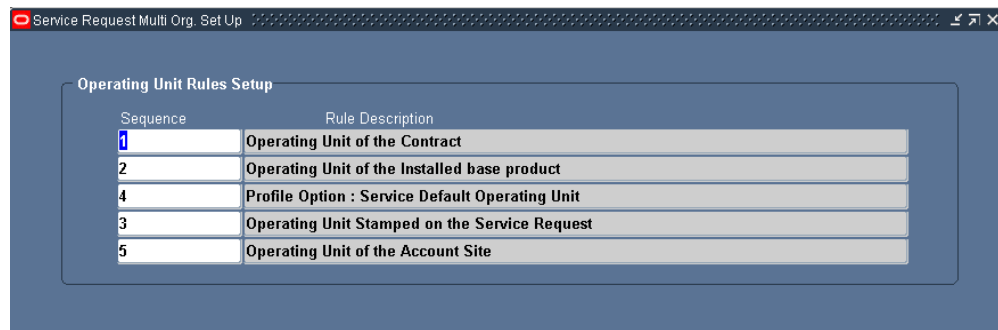 Service Request Multi Org. Set Up
Operating Unit Rules Setup
Sequence Rule Description
1 Operating Unit of the Contract
2 Operating Unit of the Installed base product
4 Profile Option : Service Default Operating Unit
3 Operating Unit Stamped on the Service Request
5 Operating Unit of the Account Site